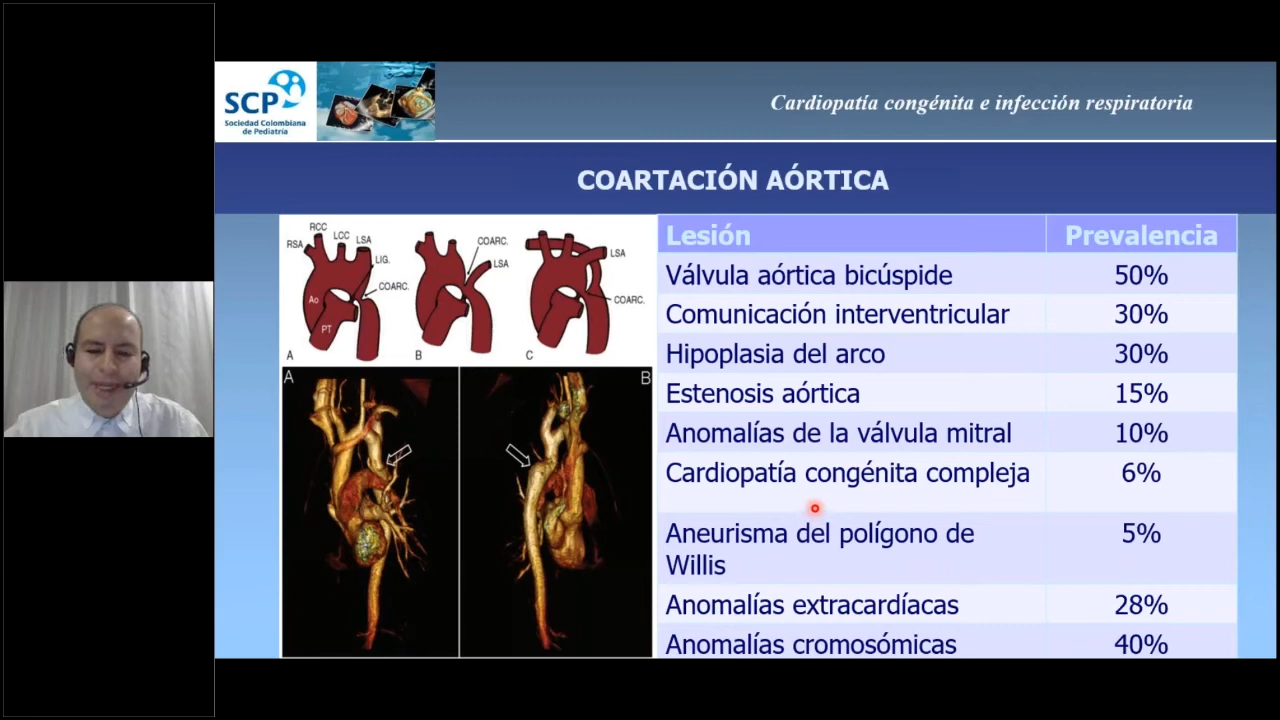 SCP
Sociedad Colombiana
de Pediatría
Cardiopatía congénita e infección respiratoria
COARTACIÓN AÓRTICA
RCC
LCC
LSA
RSA
LIG.
COARC.
Ao
PT
A
COARC.
LSA
B
LSA
COARC.
C
A
B
Lesión Prevalencia
Válvula aórtica bicúspide 50%
Comunicación interventricular 30%
Hipoplasia del arco 30%
Estenosis aórtica 15%
Anomalías de la válvula mitral 10%
Cardiopatía congénita compleja 6%
Aneurisma del polígono de 5%
Willis
Anomalías extracardíacas 28%
Anomalías cromosómicas 40%